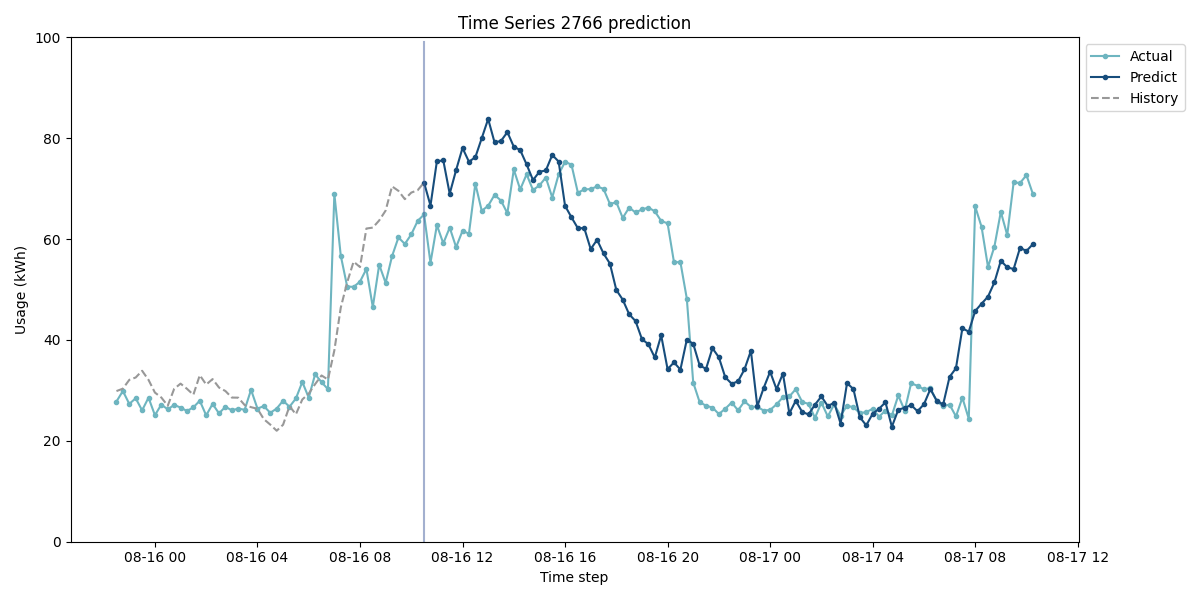 Time Series 2766 prediction
100
80
60
40
20
0
Usage (kWh)
08-16 00
08-16 04
08-16 08
08-16 12
08-16 16
08-16 20
08-17 00
08-17 04
08-17 08
08-17 12
Time step
Actual
Predict
History